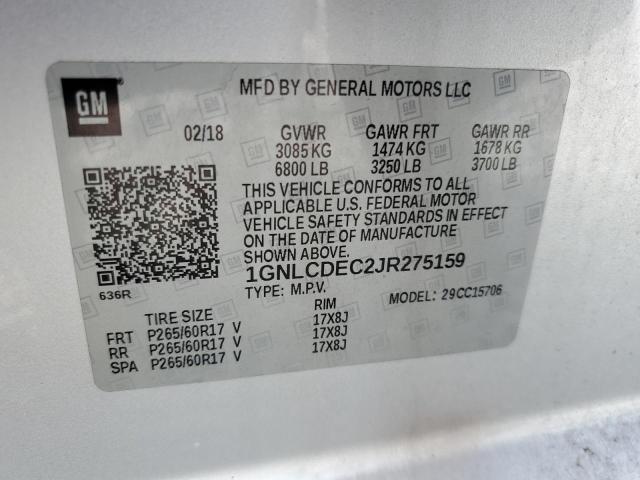 GM
MFD BY GENERAL MOTORS LLC
02/18 GVWR GAWR FRT GAWR RR
3085 KG 1474 KG 1678 KG
6800 LB 3250 LB 3700 LB
THIS VEHICLE CONFORMS TO ALL
APPLICABLE U.S. FEDERAL MOTOR
VEHICLE SAFETY STANDARDS IN EFFECT
ON THE DATE OF MANUFACTURE
SHOWN ABOVE.
1GNLCDEC2JR275159
636R
TYPE: M.P.V. MODEL: 29CC15706
TIRE SIZE RIM
FRT P265/60R17 V 17X8J
RR P265/60R17 V 17X8J
SPA P265/60R17 V 17X8J